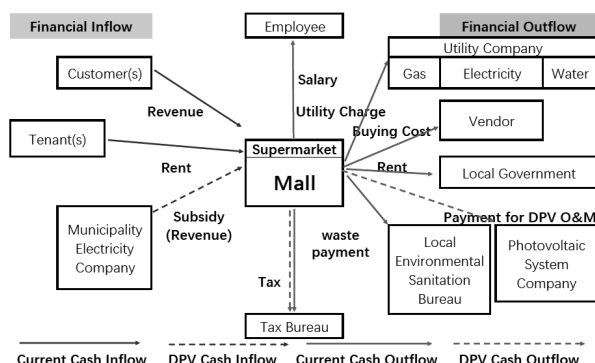 Financial Inflow
Employee
Financial Outflow
Utility Company
Customer(s)
Salary
Gas
Electricity
Water
Revenue
Utility Charge
Vendor
Buying Cost
Tenant(s)
Supermarket
Mall
Rent
Rent
Local Government
Subsidy
(Revenue)
Payment for DPV O&M
Municipality
Electricity
Company
waste
payment
Local
Environmental
Sanitation
Bureau
Photovoltaic
System
Company
Tax
Tax Bureau
Current Cash Inflow
DPV Cash Inflow
Current Cash Outflow
DPV Cash Outflow